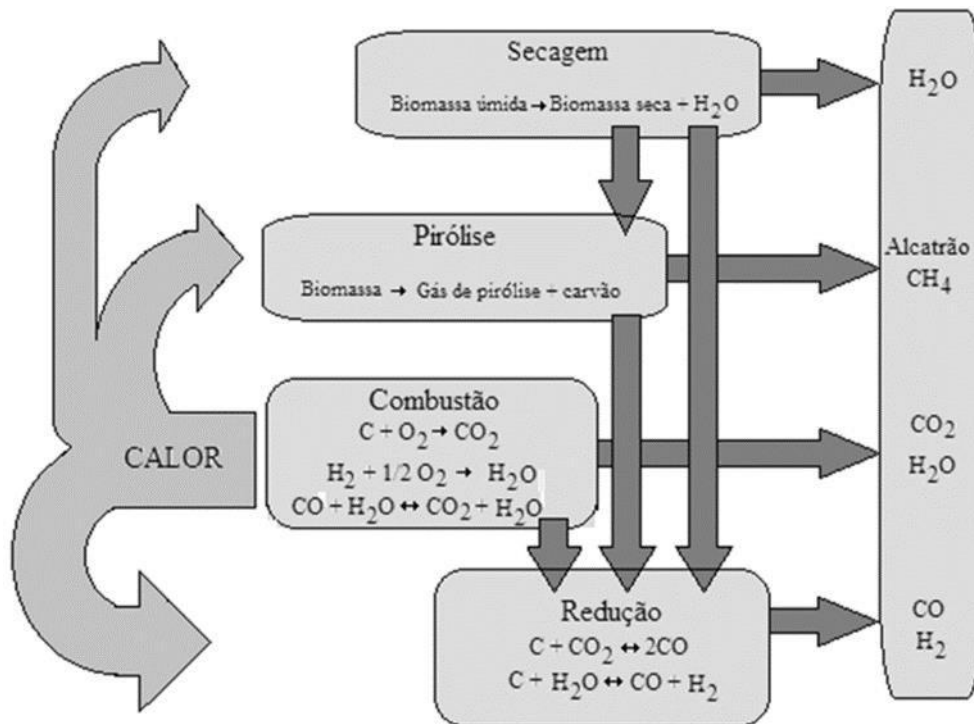 Secagem
Biomassa úmida → Biomassa seca + H₂O
H₂O
Pirólise
Biomassa → Gás de pirólise + carvão
Alcatrão
CH₄
Combustão
C + O₂ → CO₂
H₂ + 1/2 O₂ → H₂O
CO + H₂O ↔ CO₂ + H₂O
CALOR
CO₂
H₂O
Redução
C + CO₂ ↔ 2CO
C + H₂O ↔ CO + H₂
CO
H₂